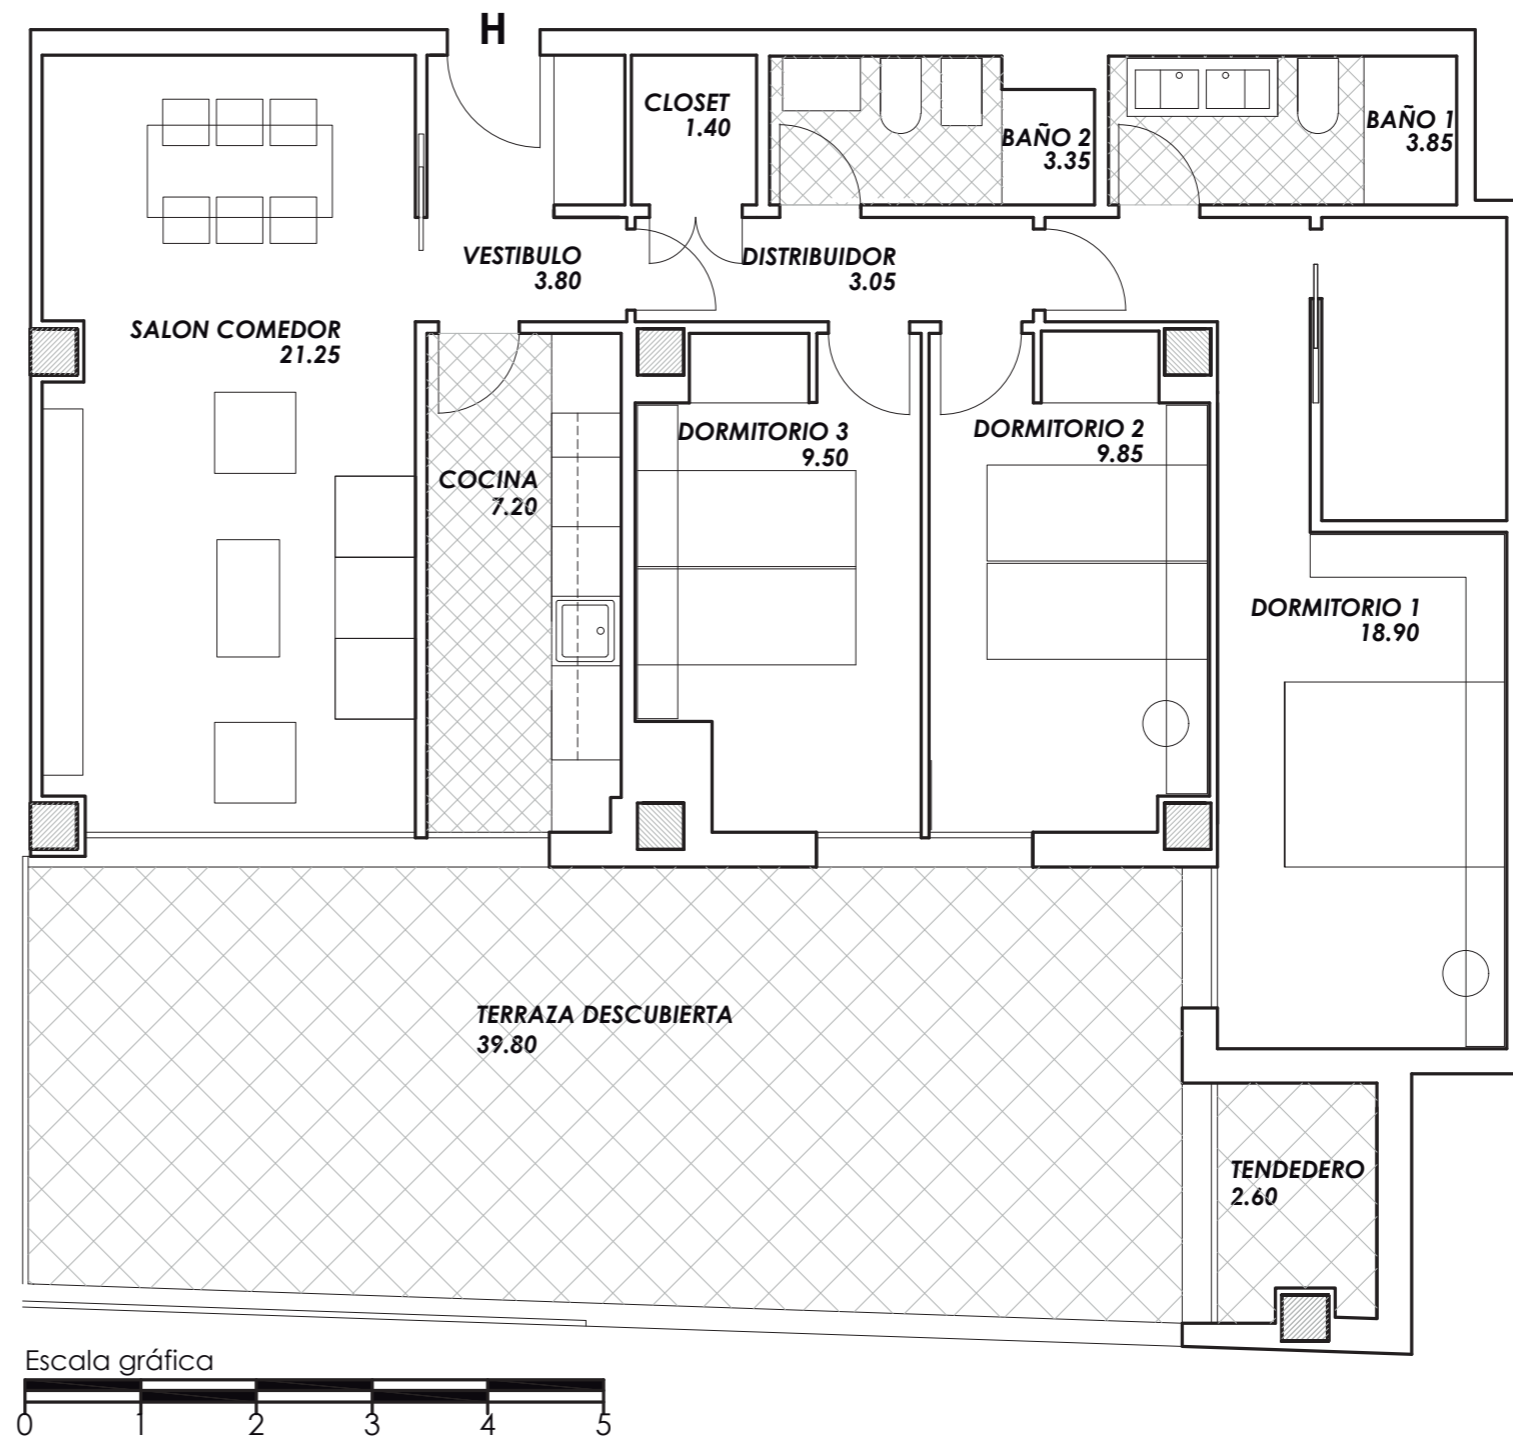 H
CLOSET
1.40
BAÑO 2
3.35
BAÑO 1
3.85
VESTIBULO
3.80
DISTRIBUIDOR
3.05
SALON COMEDOR
21.25
COCINA
7.20
DORMITORIO 3
9.50
DORMITORIO 2
9.85
DORMITORIO 1
18.90
TERRAZA DESCUBIERTA
39.80
TENDEDERO
2.60
Escala gráfica
0 1 2 3 4 5